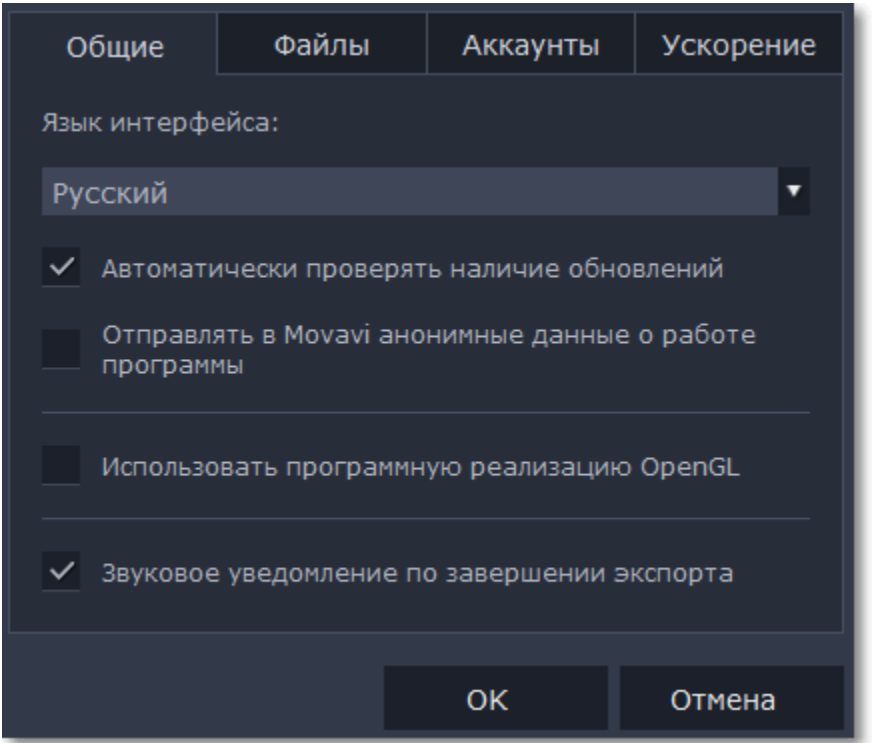 Общие Файлы Аккаунты Ускорение
Язык интерфейса:
Русский
Автоматически проверять наличие обновлений
Отправлять в Movavi анонимные данные о работе
программы
Использовать программную реализацию OpenGL
Звуковое уведомление по завершении экспорта
OK Отмена